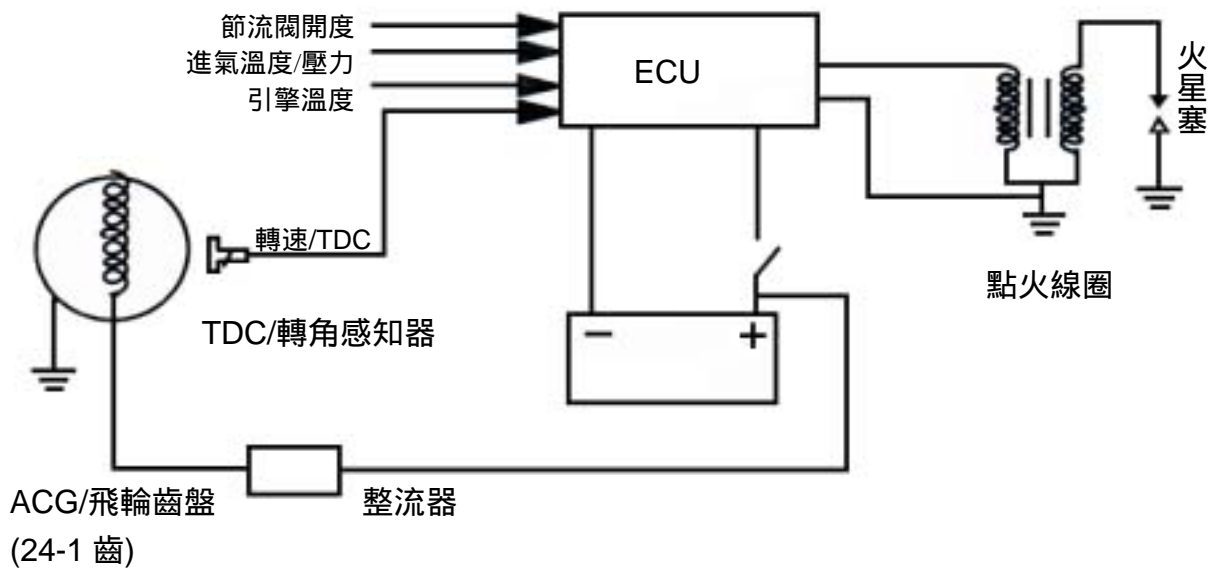 節流閥開度
進氣溫度/壓力
引擎溫度
ECU
火星塞
轉速/TDC
點火線圈
TDC/轉角感知器
− +
ACG/飛輪齒盤
(24-1 齒)
整流器